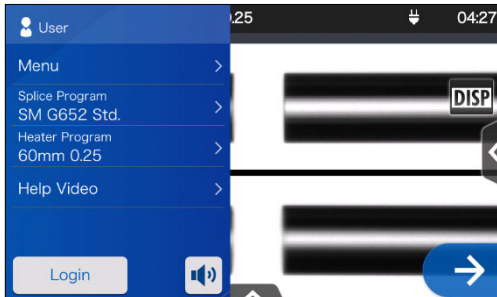 User
.25
04:27
Menu
Splice Program
SM G652 Std.
Heater Program
60mm 0.25
Help Video
DISP
Login